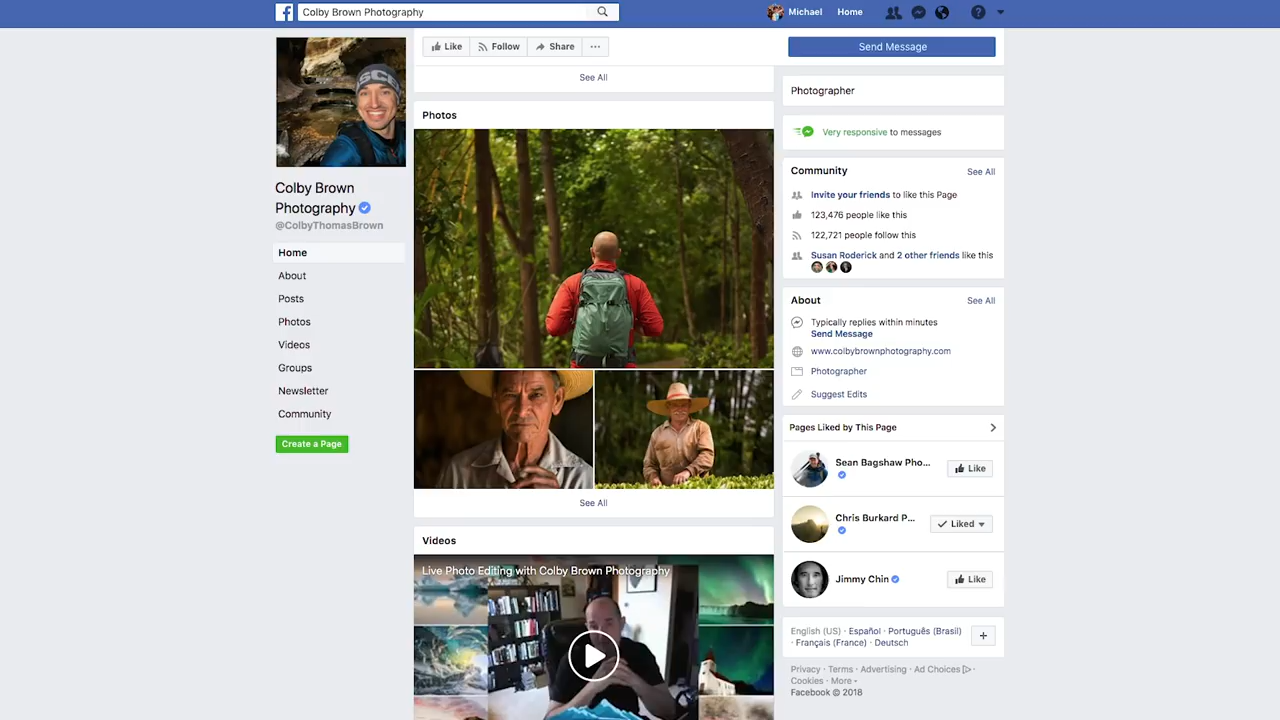 Colby Brown Photography
Michael
Home
Like
Follow
Share
Send Message
Colby Brown
Photography
@ColbyThomasBrown
Home
About
Posts
Photos
Videos
Groups
Newsletter
Community
Create a Page
See All
Photos
See All
Videos
Live Photo Editing with Colby Brown Photography
Photographer
Very responsive to messages
Community
See All
Invite your friends to like this Page
123,476 people like this
122,721 people follow this
Susan Roderick and 2 other friends like this
About
See All
Typically replies within minutes
Send Message
www.colbybrownphotography.com
Photographer
Suggest Edits
Pages Liked by This Page
Sean Bagshaw Pho...
Like
Chris Burkard P...
Liked
Jimmy Chin
Like
English (US) · Español · Português (Brasil)
· Français (France) · Deutsch
Privacy · Terms · Advertising · Ad Choices ·
Cookies · More
Facebook © 2018